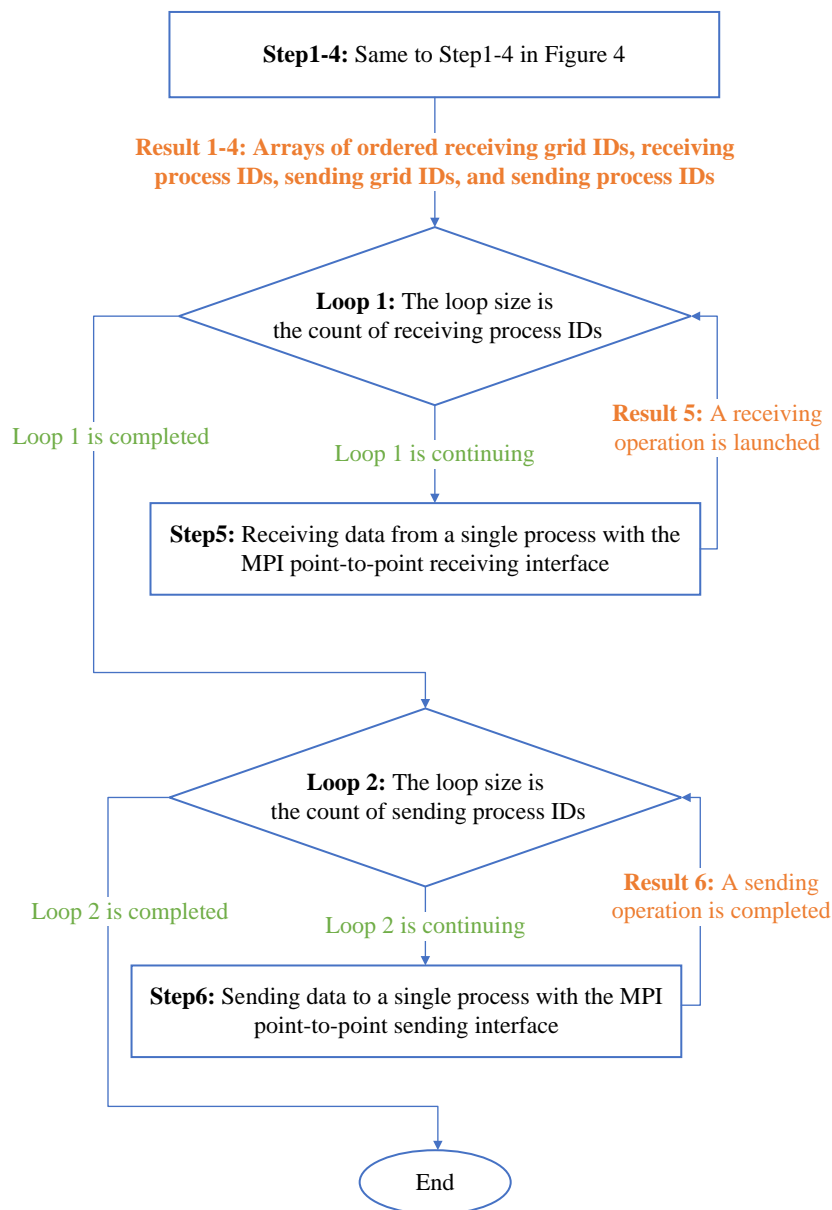 Step1-4: Same to Step1-4 in Figure 4
Result 1-4: Arrays of ordered receiving grid IDs, receiving
process IDs, sending grid IDs, and sending process IDs
Loop 1: The loop size is
the count of receiving process IDs
Result 5: A receiving
operation is launched
Loop 1 is completed
Loop 1 is continuing
Step5: Receiving data from a single process with the
MPI point-to-point receiving interface
Loop 2: The loop size is
the count of sending process IDs
Result 6: A sending
operation is completed
Loop 2 is completed
Loop 2 is continuing
Step6: Sending data to a single process with the MPI
point-to-point sending interface
End